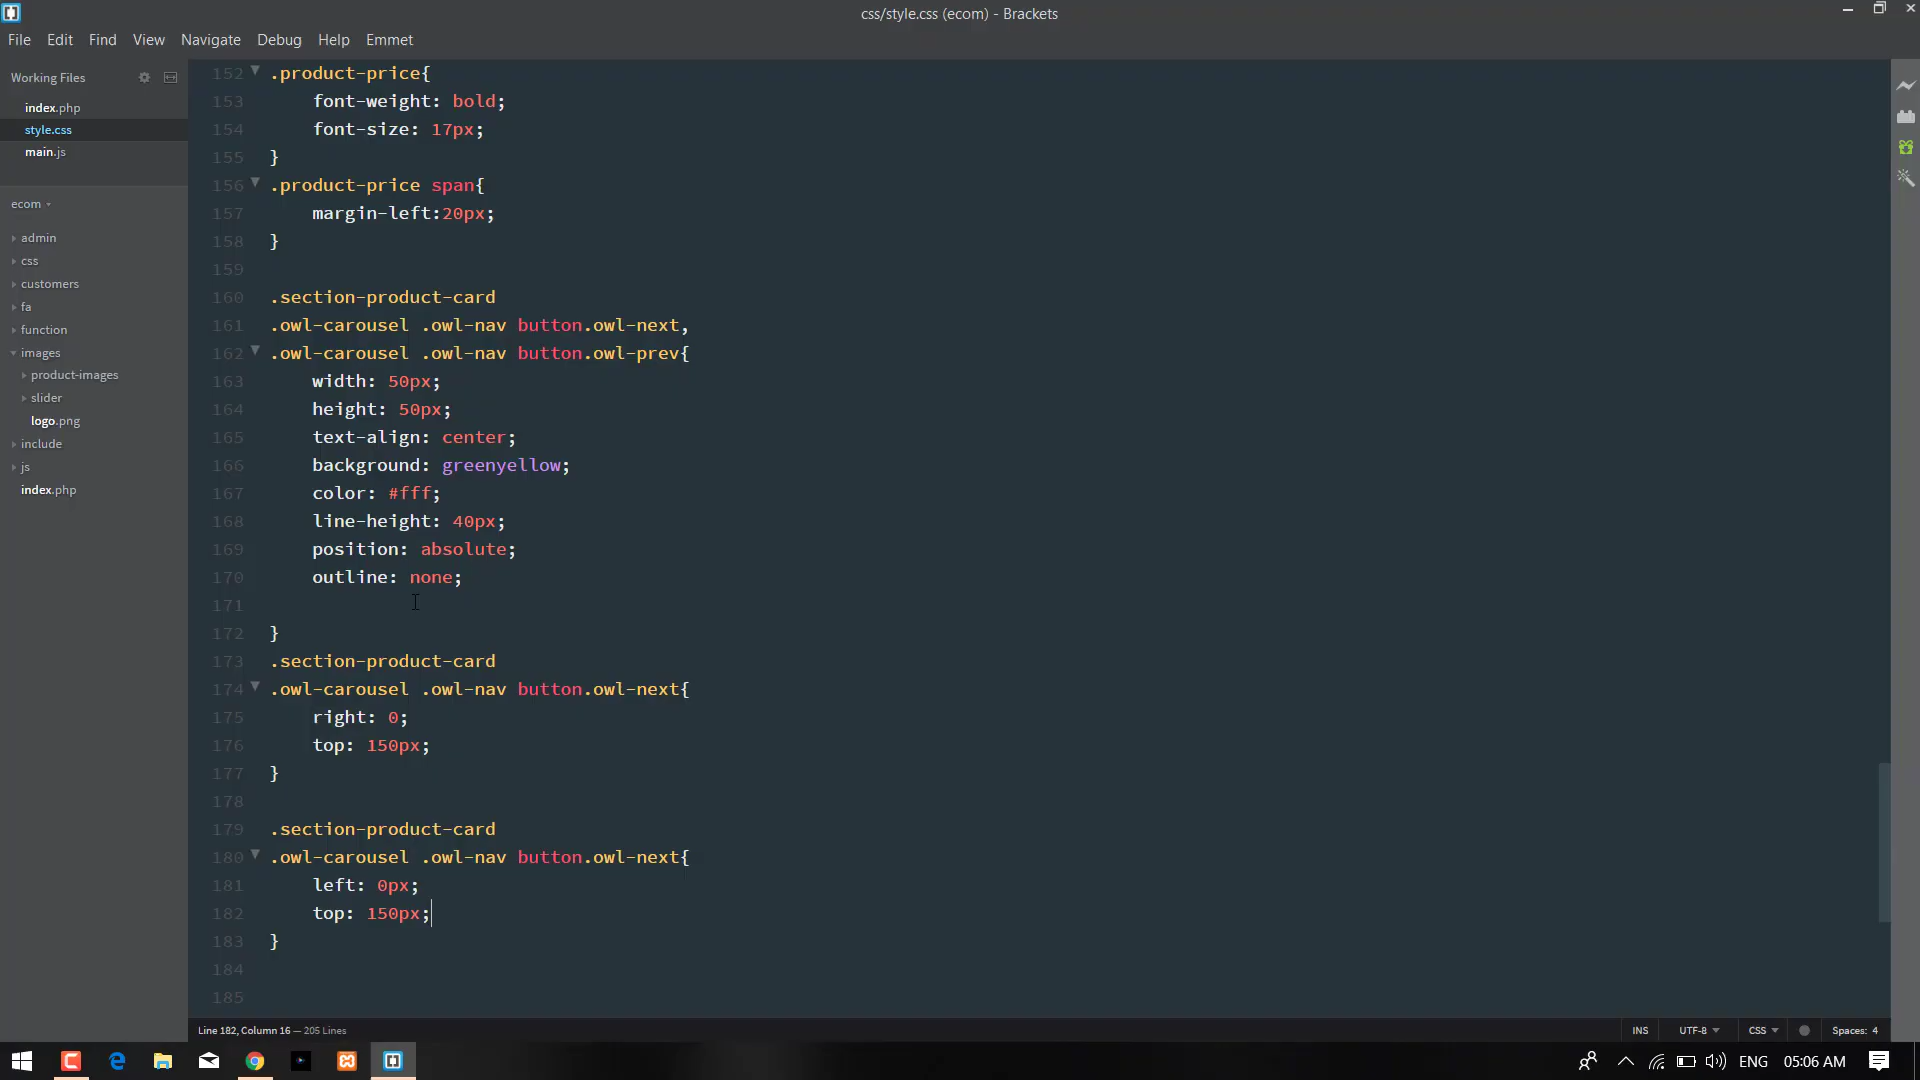 css/style.css (ecom) - Brackets
File Edit Find View Navigate Debug Help Emmet
Working Files
index.php
style.css
main.js
ecom
admin
css
customers
fa
function
images
product-images
slider
logo.png
include
js
index.php
152 .product-price{
153 font-weight: bold;
154 font-size: 17px;
155 }
156 .product-price span{
157 margin-left:20px;
158 }
159
160 .section-product-card
161 .owl-carousel .owl-nav button.owl-next,
162 .owl-carousel .owl-nav button.owl-prev{
163 width: 50px;
164 height: 50px;
165 text-align: center;
166 background: greenyellow;
167 color: #fff;
168 line-height: 40px;
169 position: absolute;
170 outline: none;
171
172 }
173 .section-product-card
174 .owl-carousel .owl-nav button.owl-next{
175 right: 0;
176 top: 150px;
177 }
178
179 .section-product-card
180 .owl-carousel .owl-nav button.owl-next{
181 left: 0px;
182 top: 150px;
183 }
184
185
Line 182, Column 16 — 205 Lines
INS UTF-8 CSS Spaces: 4
ENG 05:06 AM